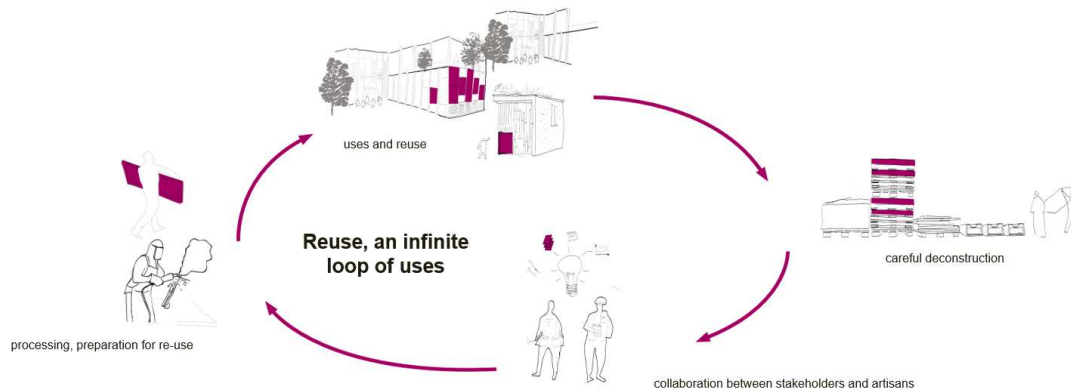 uses and reuse
Reuse, an infinite
loop of uses
careful deconstruction
processing, preparation for re-use
collaboration between stakeholders and artisans